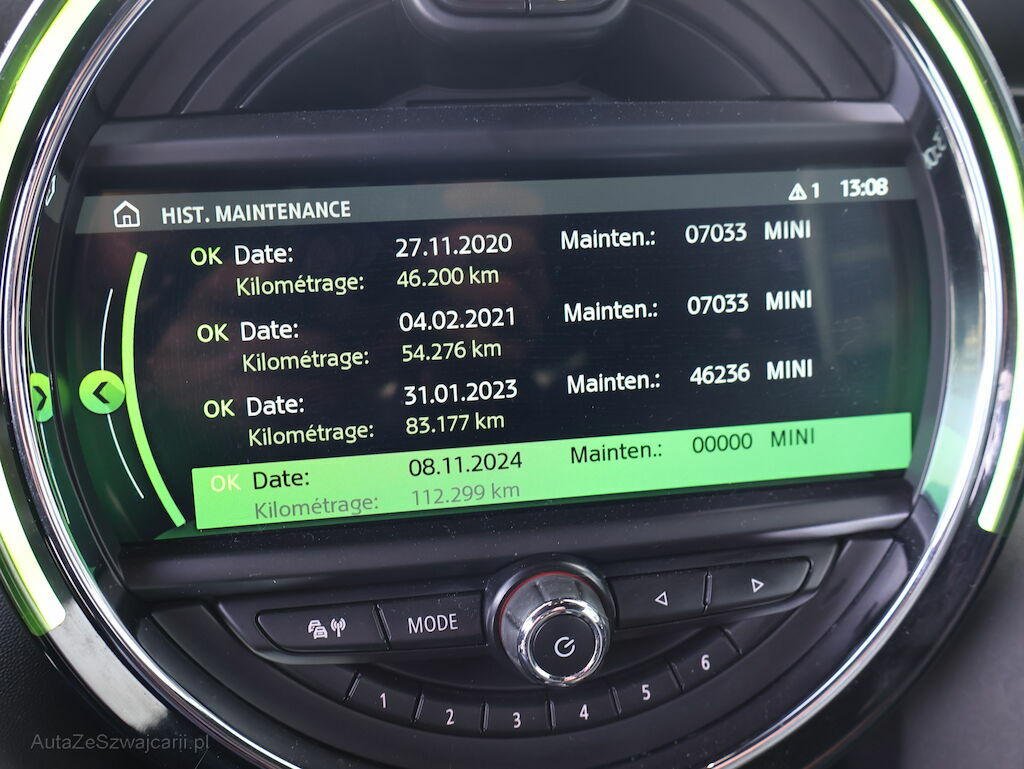 HIST. MAINTENANCE 1 13:08
OK Date: 27.11.2020 Mainten.: 07033 MINI
Kilométrage: 46.200 km
OK Date: 04.02.2021 Mainten.: 07033 MINI
Kilométrage: 54.276 km
OK Date: 31.01.2023 Mainten.: 46236 MINI
Kilométrage: 83.177 km
OK Date: 08.11.2024 Mainten.: 00000 MINI
Kilométrage: 112.299 km
MODE
1 2 3 4 5 6
AutaZeSzwajcarii.pl